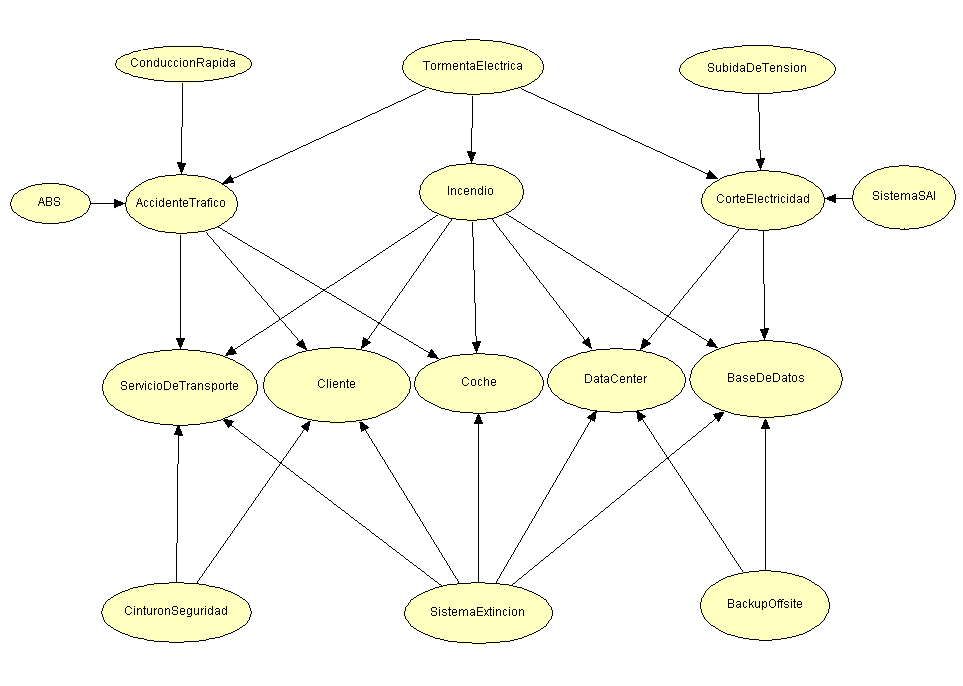 ConduccionRapida
TormentaElectrica
SubidaDeTension
ABS
AccidenteTrafico
Incendio
CorteElectricidad
SistemaSAI
ServicioDeTransporte
Cliente
Coche
DataCenter
BaseDeDatos
CinturonSeguridad
SistemaExtincion
BackupOffsite